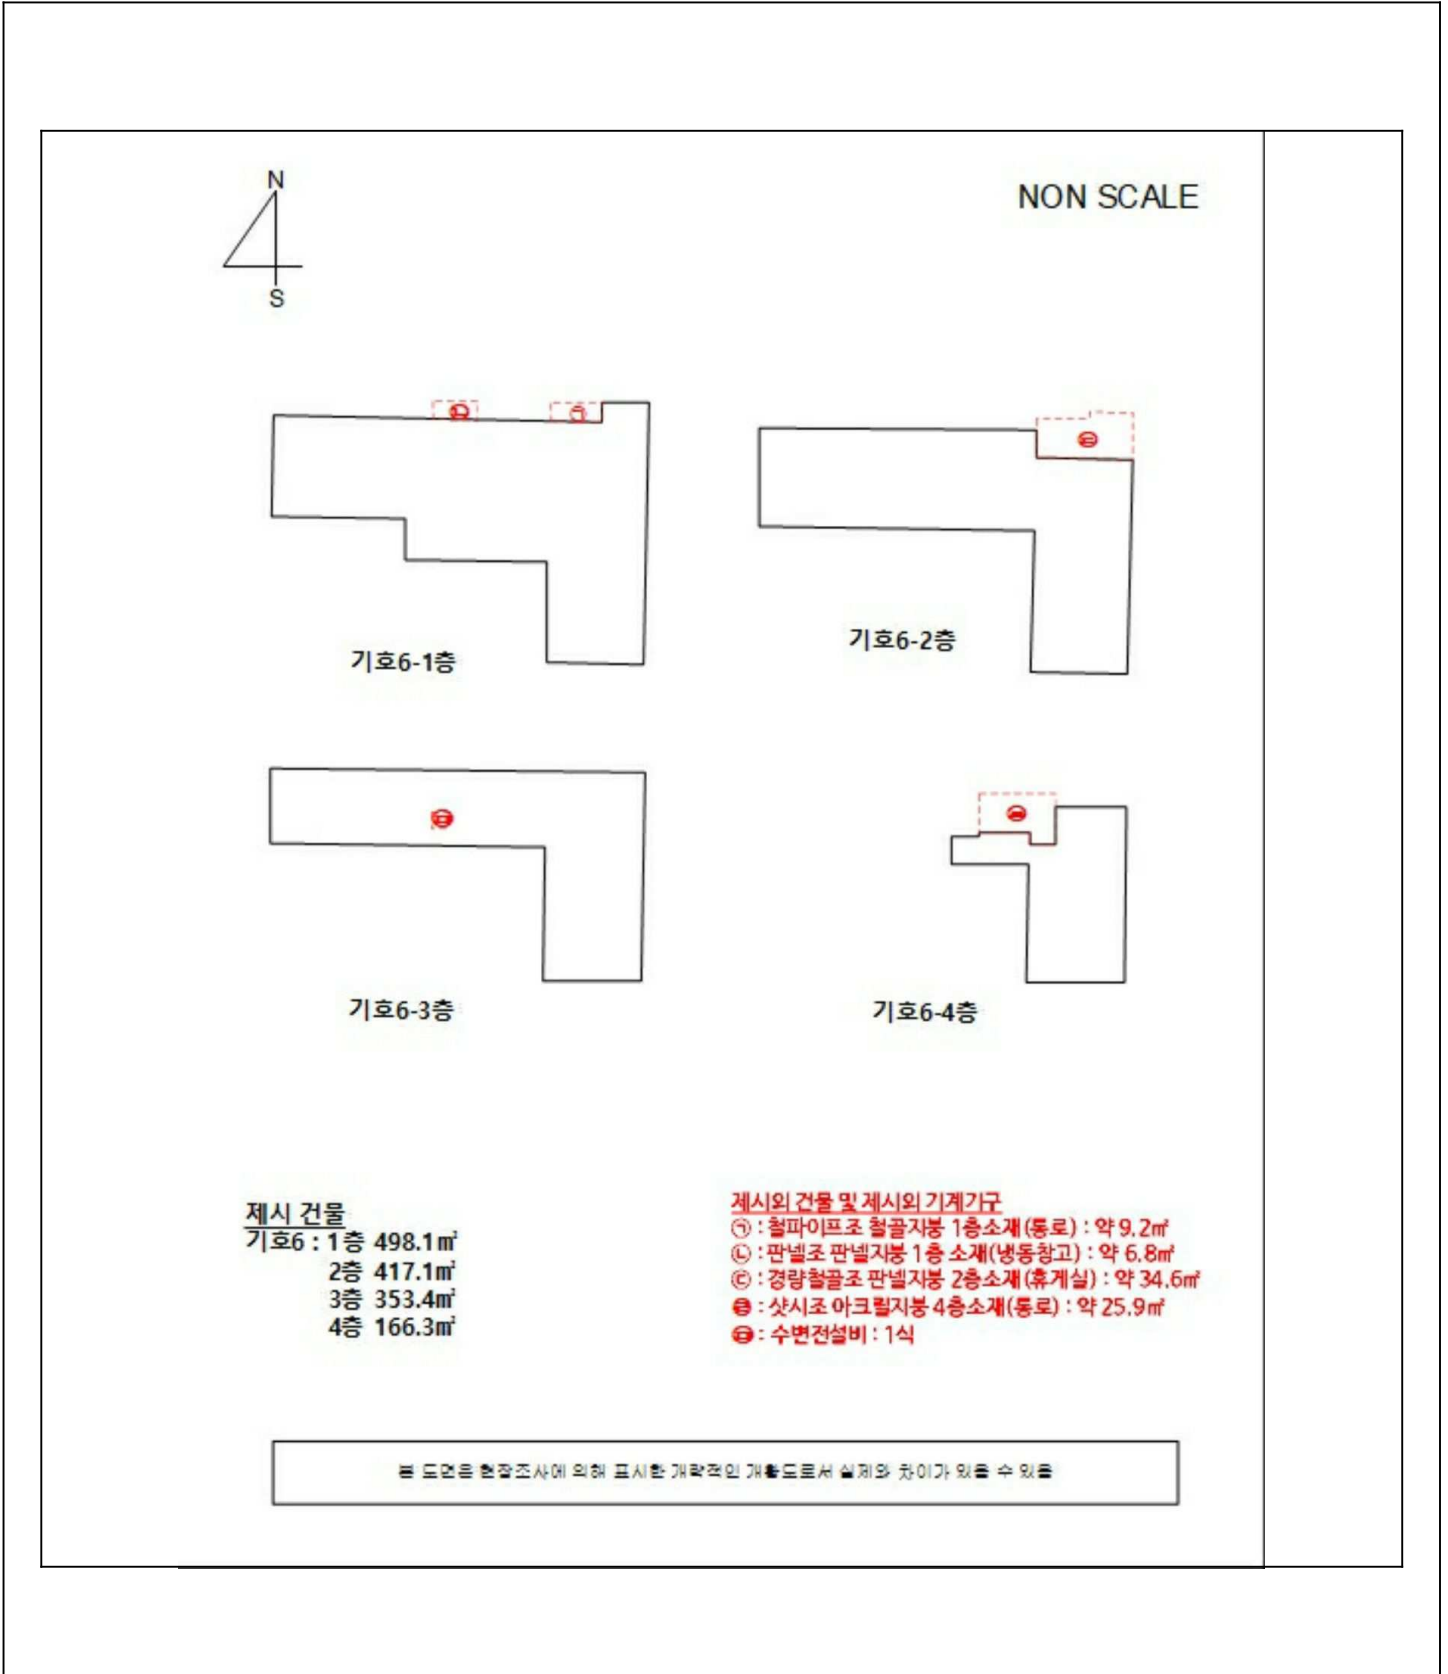 N
NON SCALE
S
㉡
㉠
㉢
기호6-1층
기호6-2층
㉤
㉣
기호6-3층
기호6-4층
제시 건물
기호6 : 1층 498.1㎡
2층 417.1㎡
3층 353.4㎡
4층 166.3㎡
제시외 건물 및 제시외 기계기구
㉠ : 철파이프조 철골지붕 1층소재(통로) : 약 9.2㎡
㉡ : 판넬조 판넬지붕 1층 소재(냉동창고) : 약 6.8㎡
㉢ : 경량철골조 판넬지붕 2층소재(휴게실) : 약 34.6㎡
㉣ : 샷시조 아크릴지붕 4층소재(통로) : 약 25.9㎡
㉤ : 수변전설비 : 1식
본 도면은 현장조사에 의해 표시한 개략적인 개황도로서 실제와 차이가 있을 수 있음